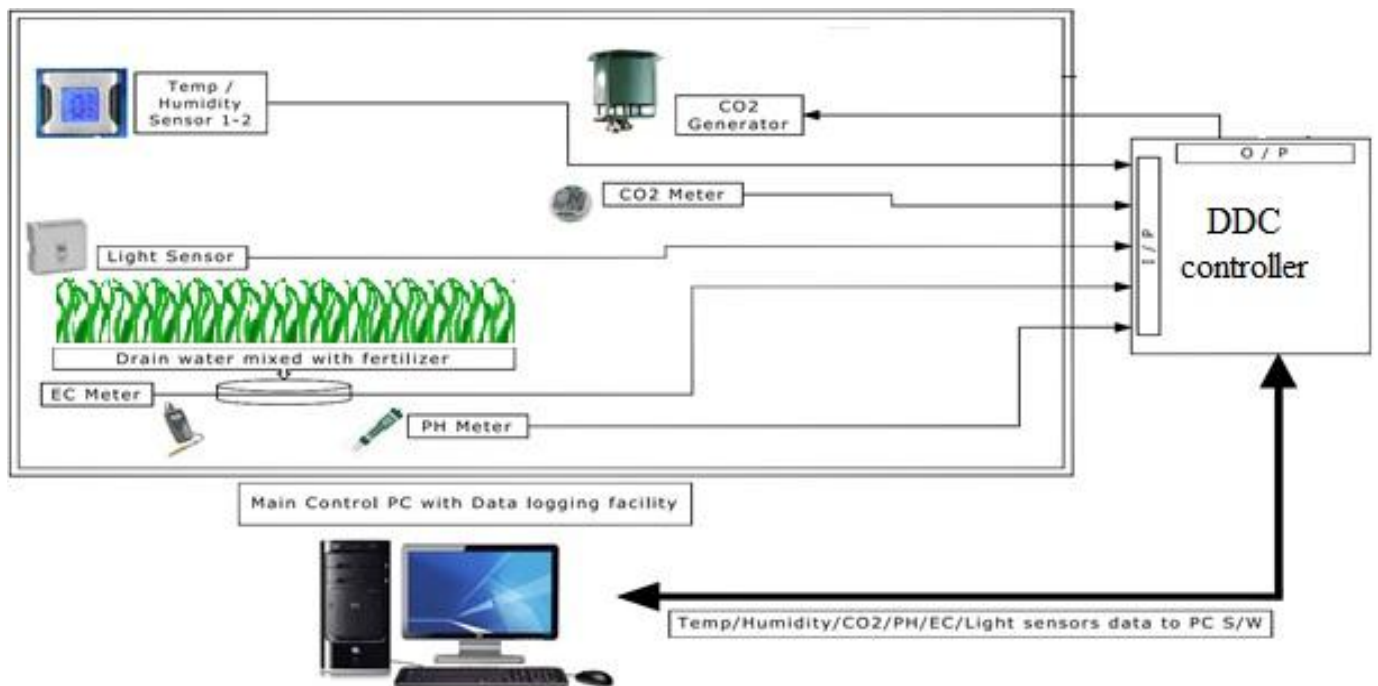 Temp /
Humidity
Sensor 1-2
CO2
Generator
O / P
CO2 Meter
I / P
DDC
controller
Light Sensor
Drain water mixed with fertilizer
EC Meter
PH Meter
Main Control PC with Data logging facility
Temp/Humidity/CO2/PH/EC/Light sensors data to PC S/W